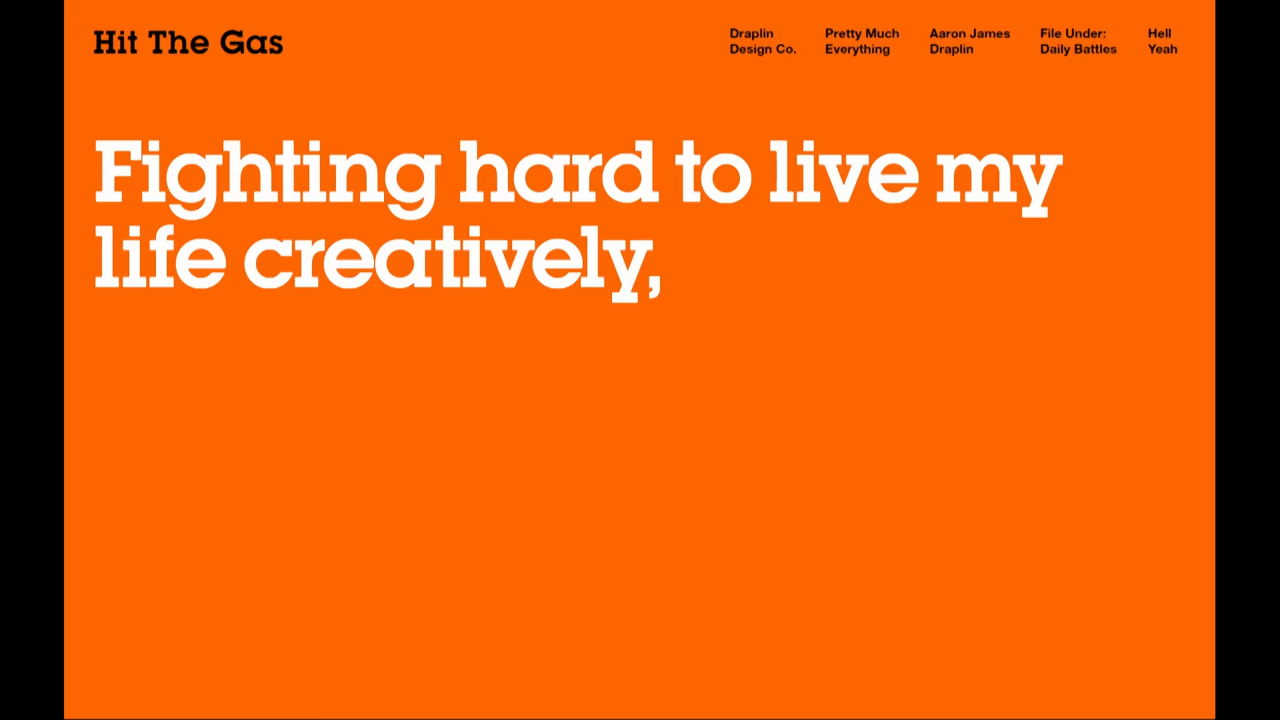 Hit The Gas
Draplin
Design Co.
Pretty Much
Everything
Aaron James
Draplin
File Under:
Daily Battles
Hell
Yeah
Fighting hard to live my
life creatively,